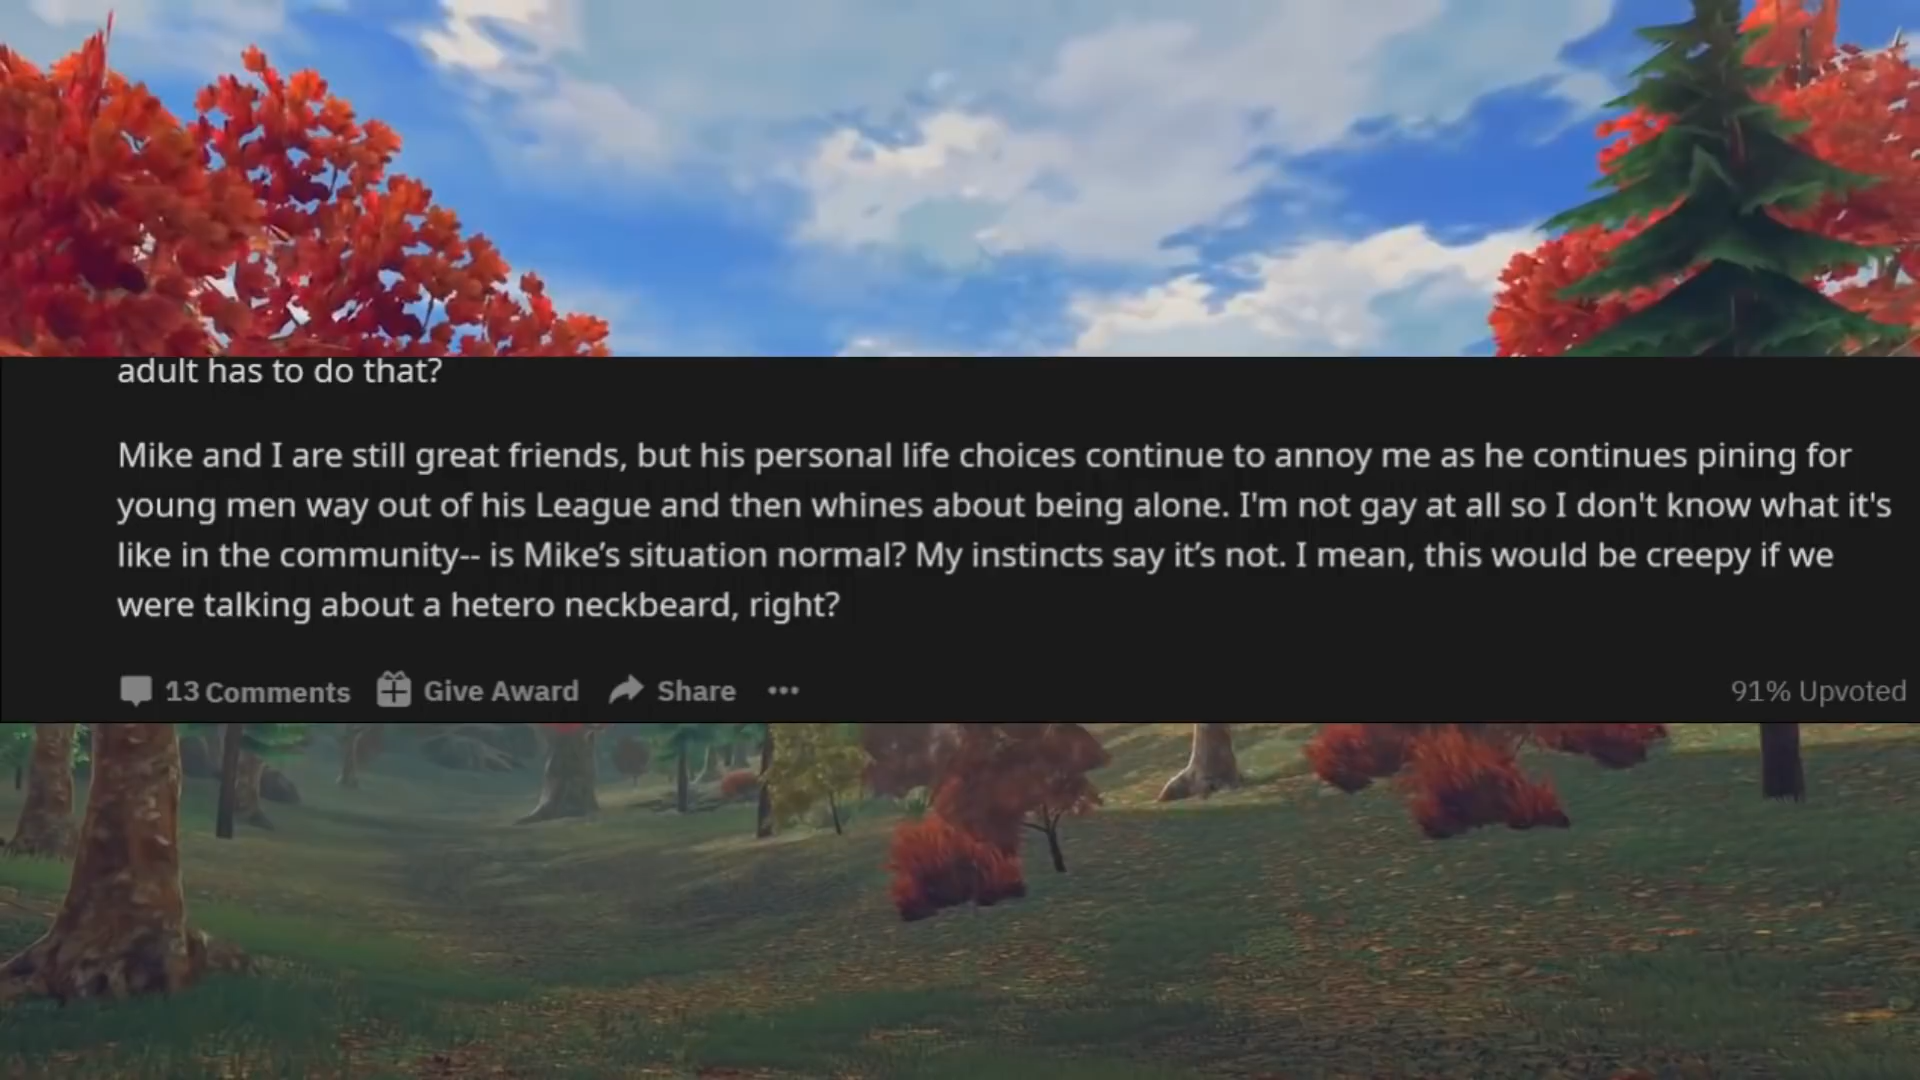 adult has to do that?
Mike and I are still great friends, but his personal life choices continue to annoy me as he continues pining for
young men way out of his League and then whines about being alone. I'm not gay at all so I don't know what it's
like in the community-- is Mike’s situation normal? My instincts say it’s not. I mean, this would be creepy if we
were talking about a hetero neckbeard, right?
13 Comments Give Award Share ••• 91% Upvoted